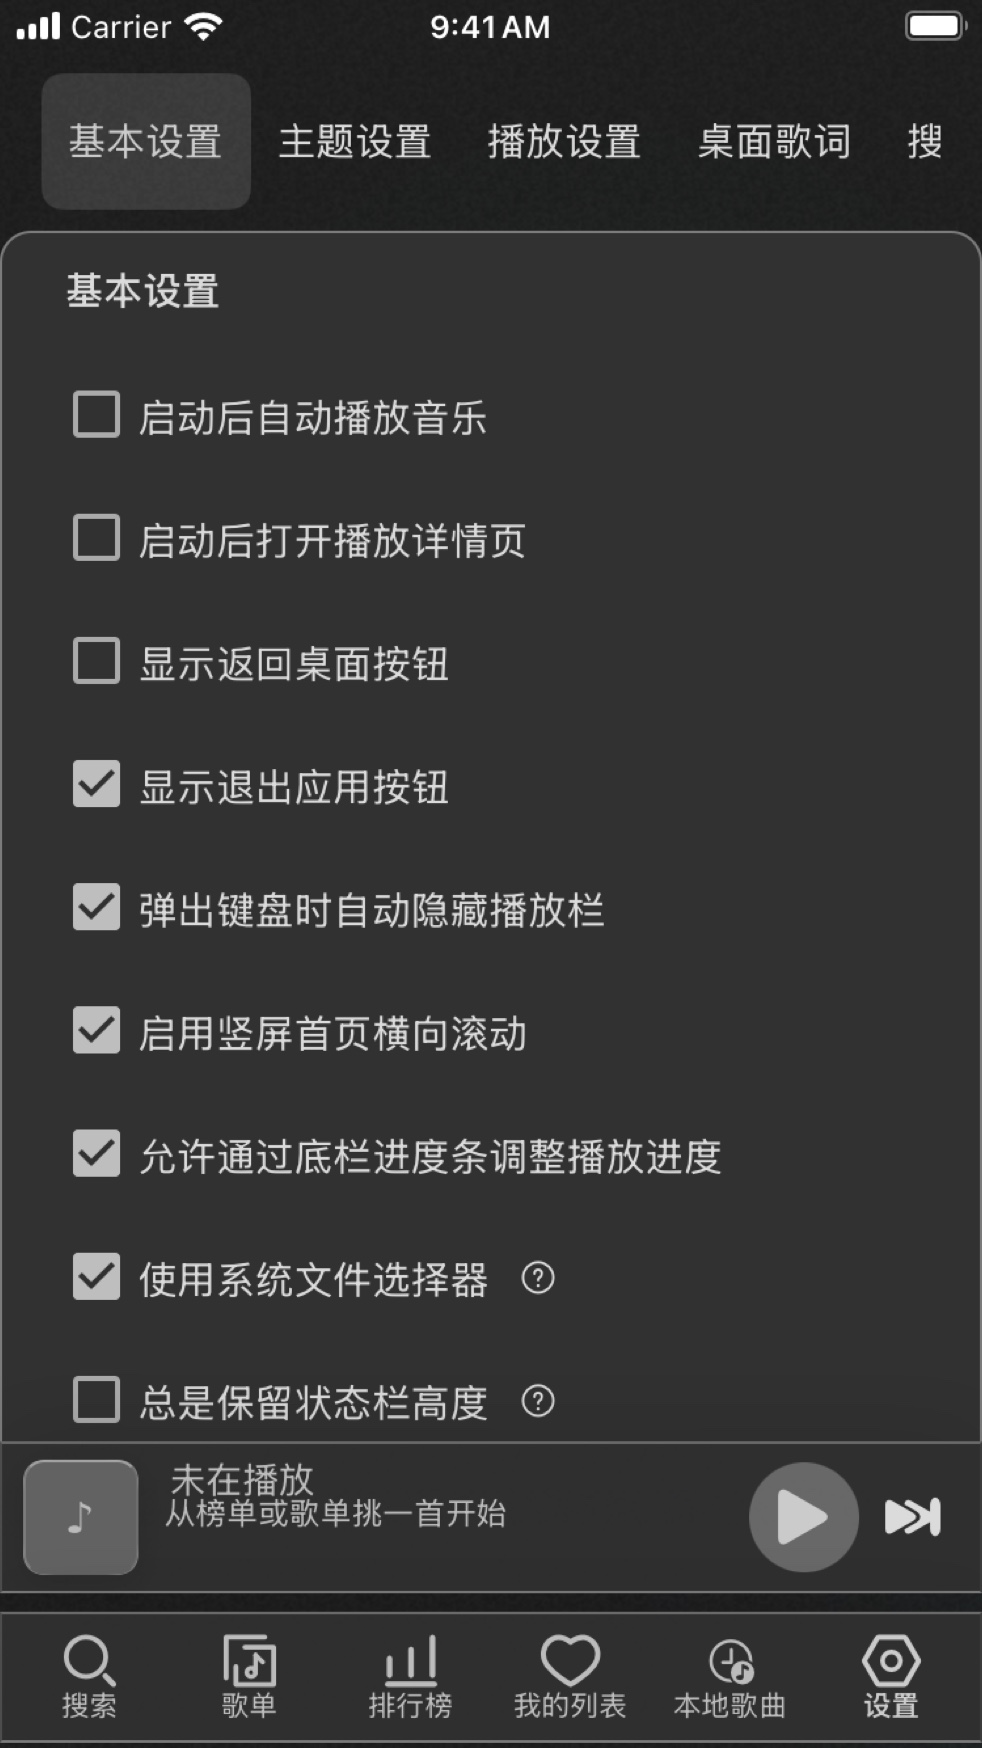 Carrier 9:41 AM
基本设置 主题设置 播放设置 桌面歌词 搜
基本设置
启动后自动播放音乐
启动后打开播放详情页
显示返回桌面按钮
显示退出应用按钮
弹出键盘时自动隐藏播放栏
启用竖屏首页横向滚动
允许通过底栏进度条调整播放进度
使用系统文件选择器
总是保留状态栏高度
未在播放
从榜单或歌单挑一首开始
搜索 歌单 排行榜 我的列表 本地歌曲 设置